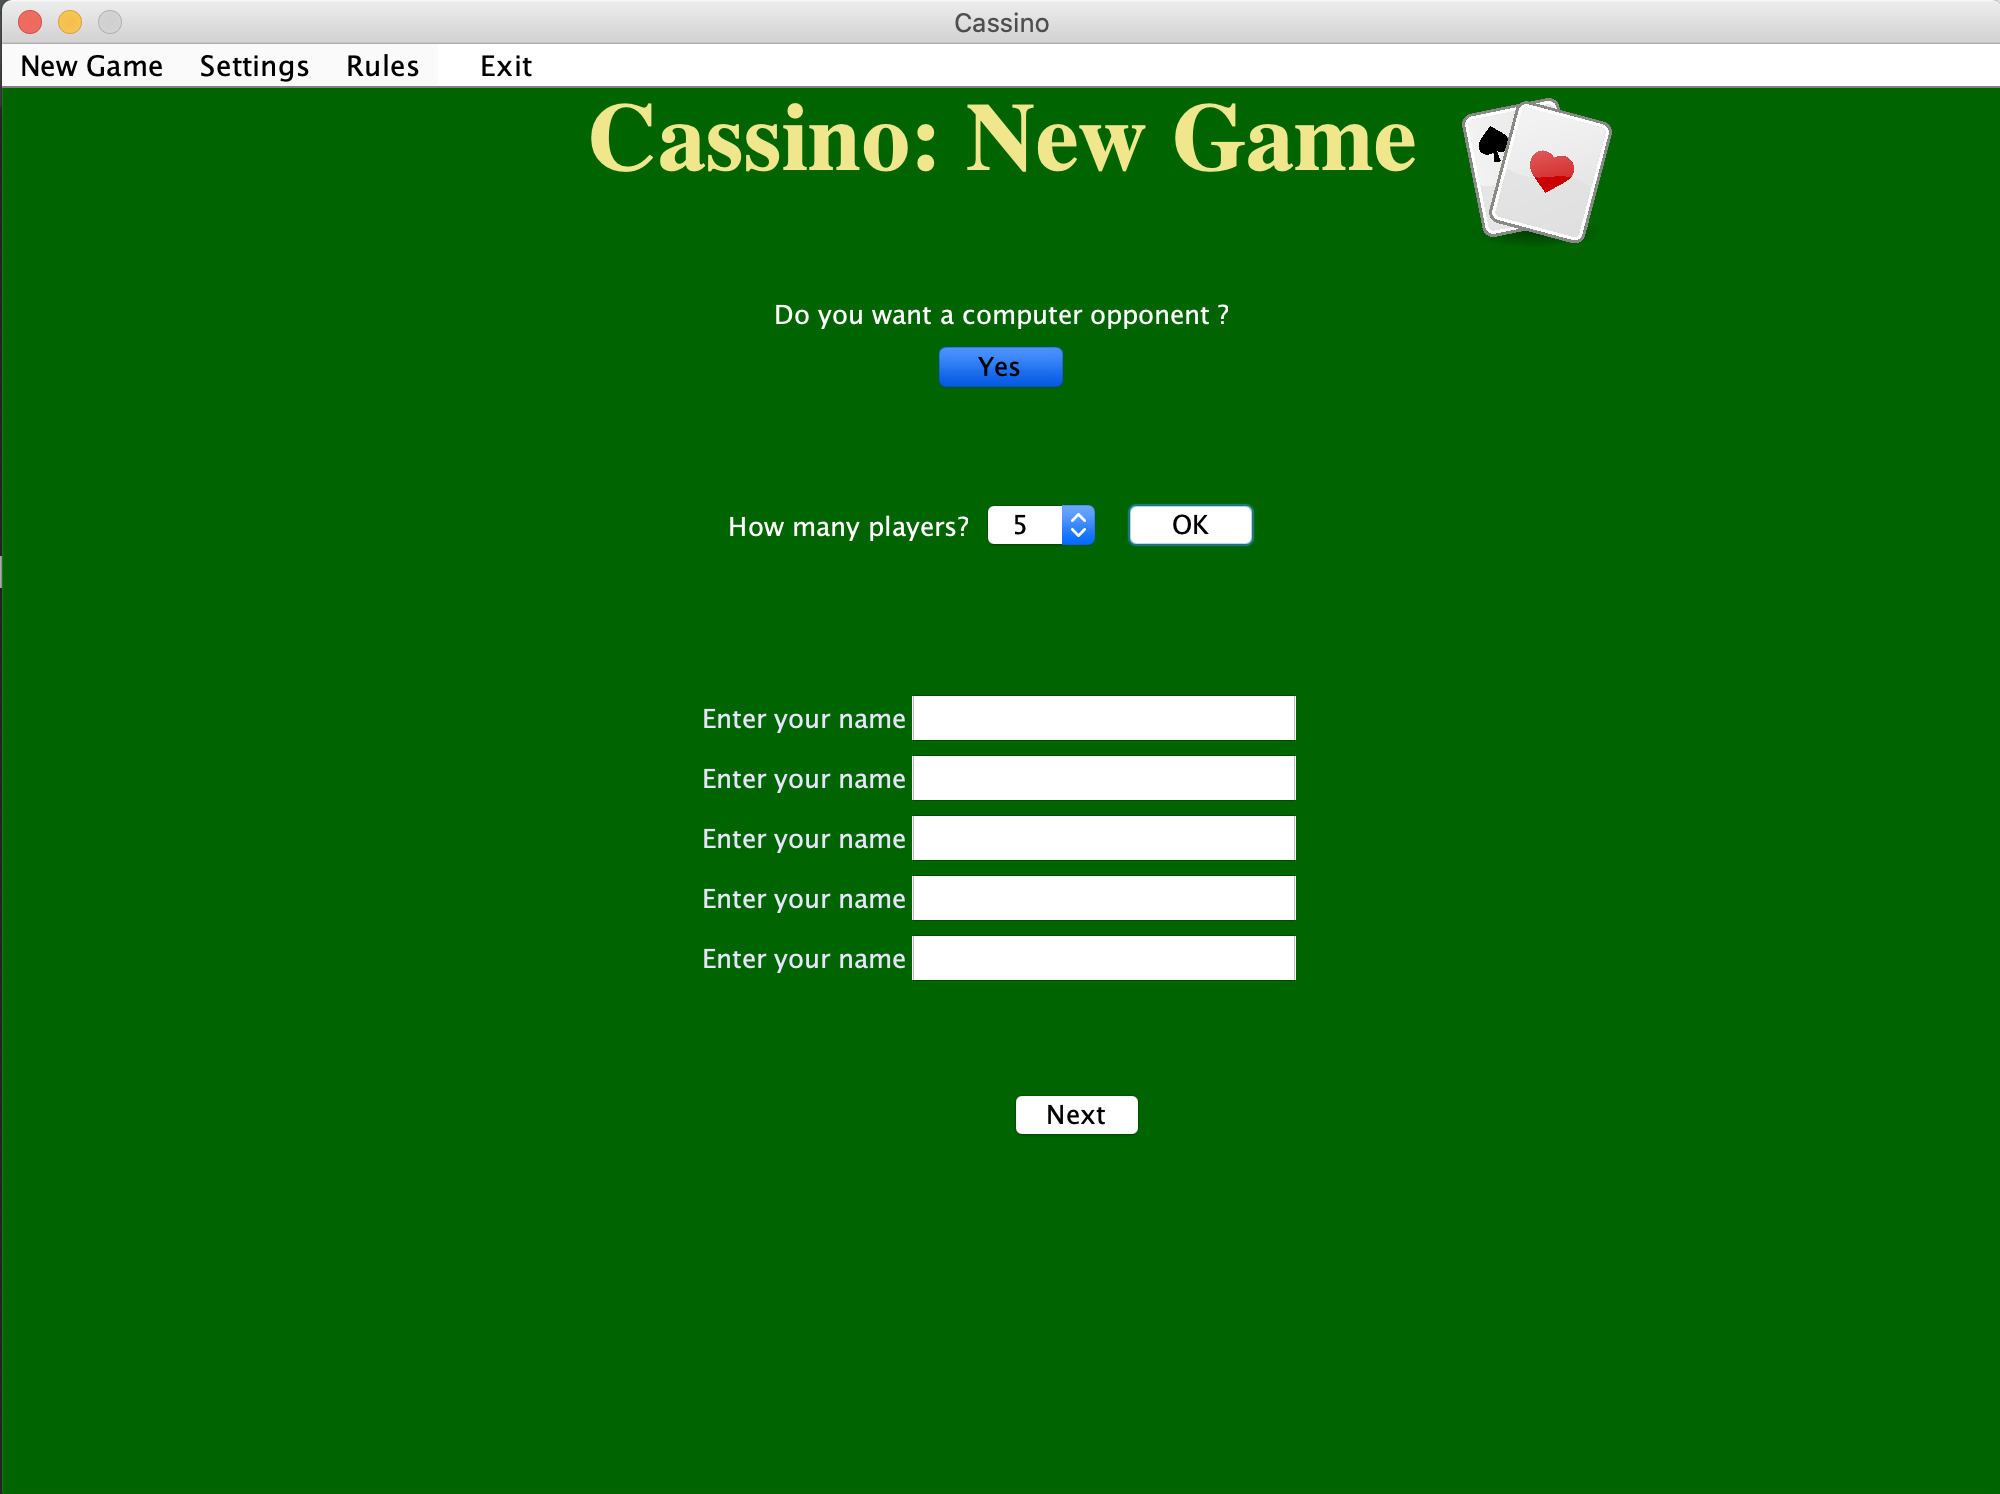 Cassino
New Game Settings Rules Exit
Cassino: New Game
Do you want a computer opponent ?
Yes
How many players? 5 OK
Enter your name
Enter your name
Enter your name
Enter your name
Enter your name
Next